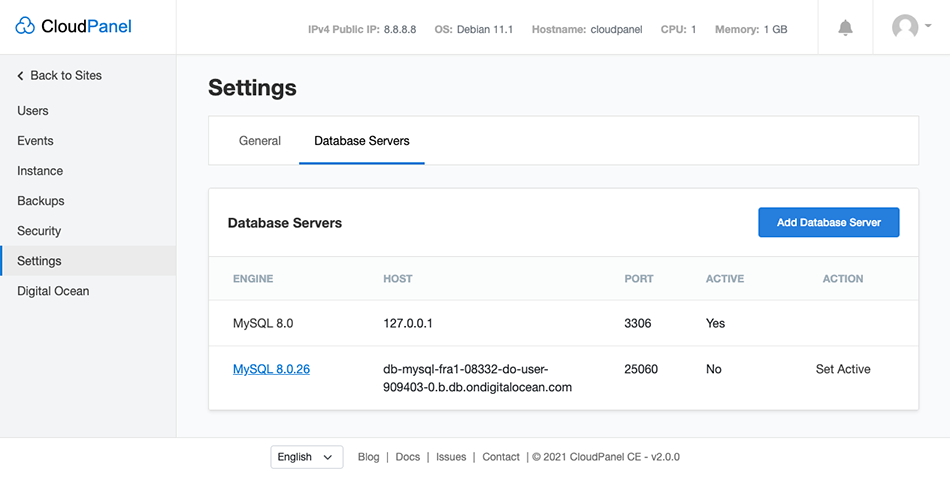 CloudPanel
IPv4 Public IP: 8.8.8.8 OS: Debian 11.1 Hostname: cloudpanel CPU: 1 Memory: 1 GB
Back to Sites
Users
Events
Instance
Backups
Security
Settings
Digital Ocean
Settings
General Database Servers
Database Servers Add Database Server
ENGINE HOST PORT ACTIVE ACTION
MySQL 8.0 127.0.0.1 3306 Yes
MySQL 8.0.26 db-mysql-fra1-08332-do-user- 25060 No Set Active
909403-0.b.db.ondigitalocean.com
English Blog | Docs | Issues | Contact | © 2021 CloudPanel CE - v2.0.0